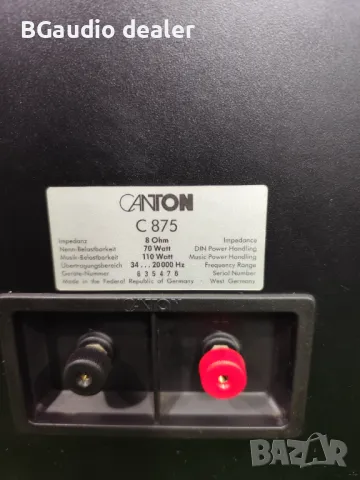 BGaudio dealer
CANTON
C 875
Impedanz 8 Ohm Impedance
Nenn-Belastbarkeit 70 Watt DIN Power Handling
Musik-Belastbarkeit 110 Watt Music Power Handling
Übertragungsbereich 34...20000 Hz Frequency Range
Geräte-Nummer 635476 Serial Number
Made in the Federal Republic of Germany - West Germany
CANTON
BAZAR